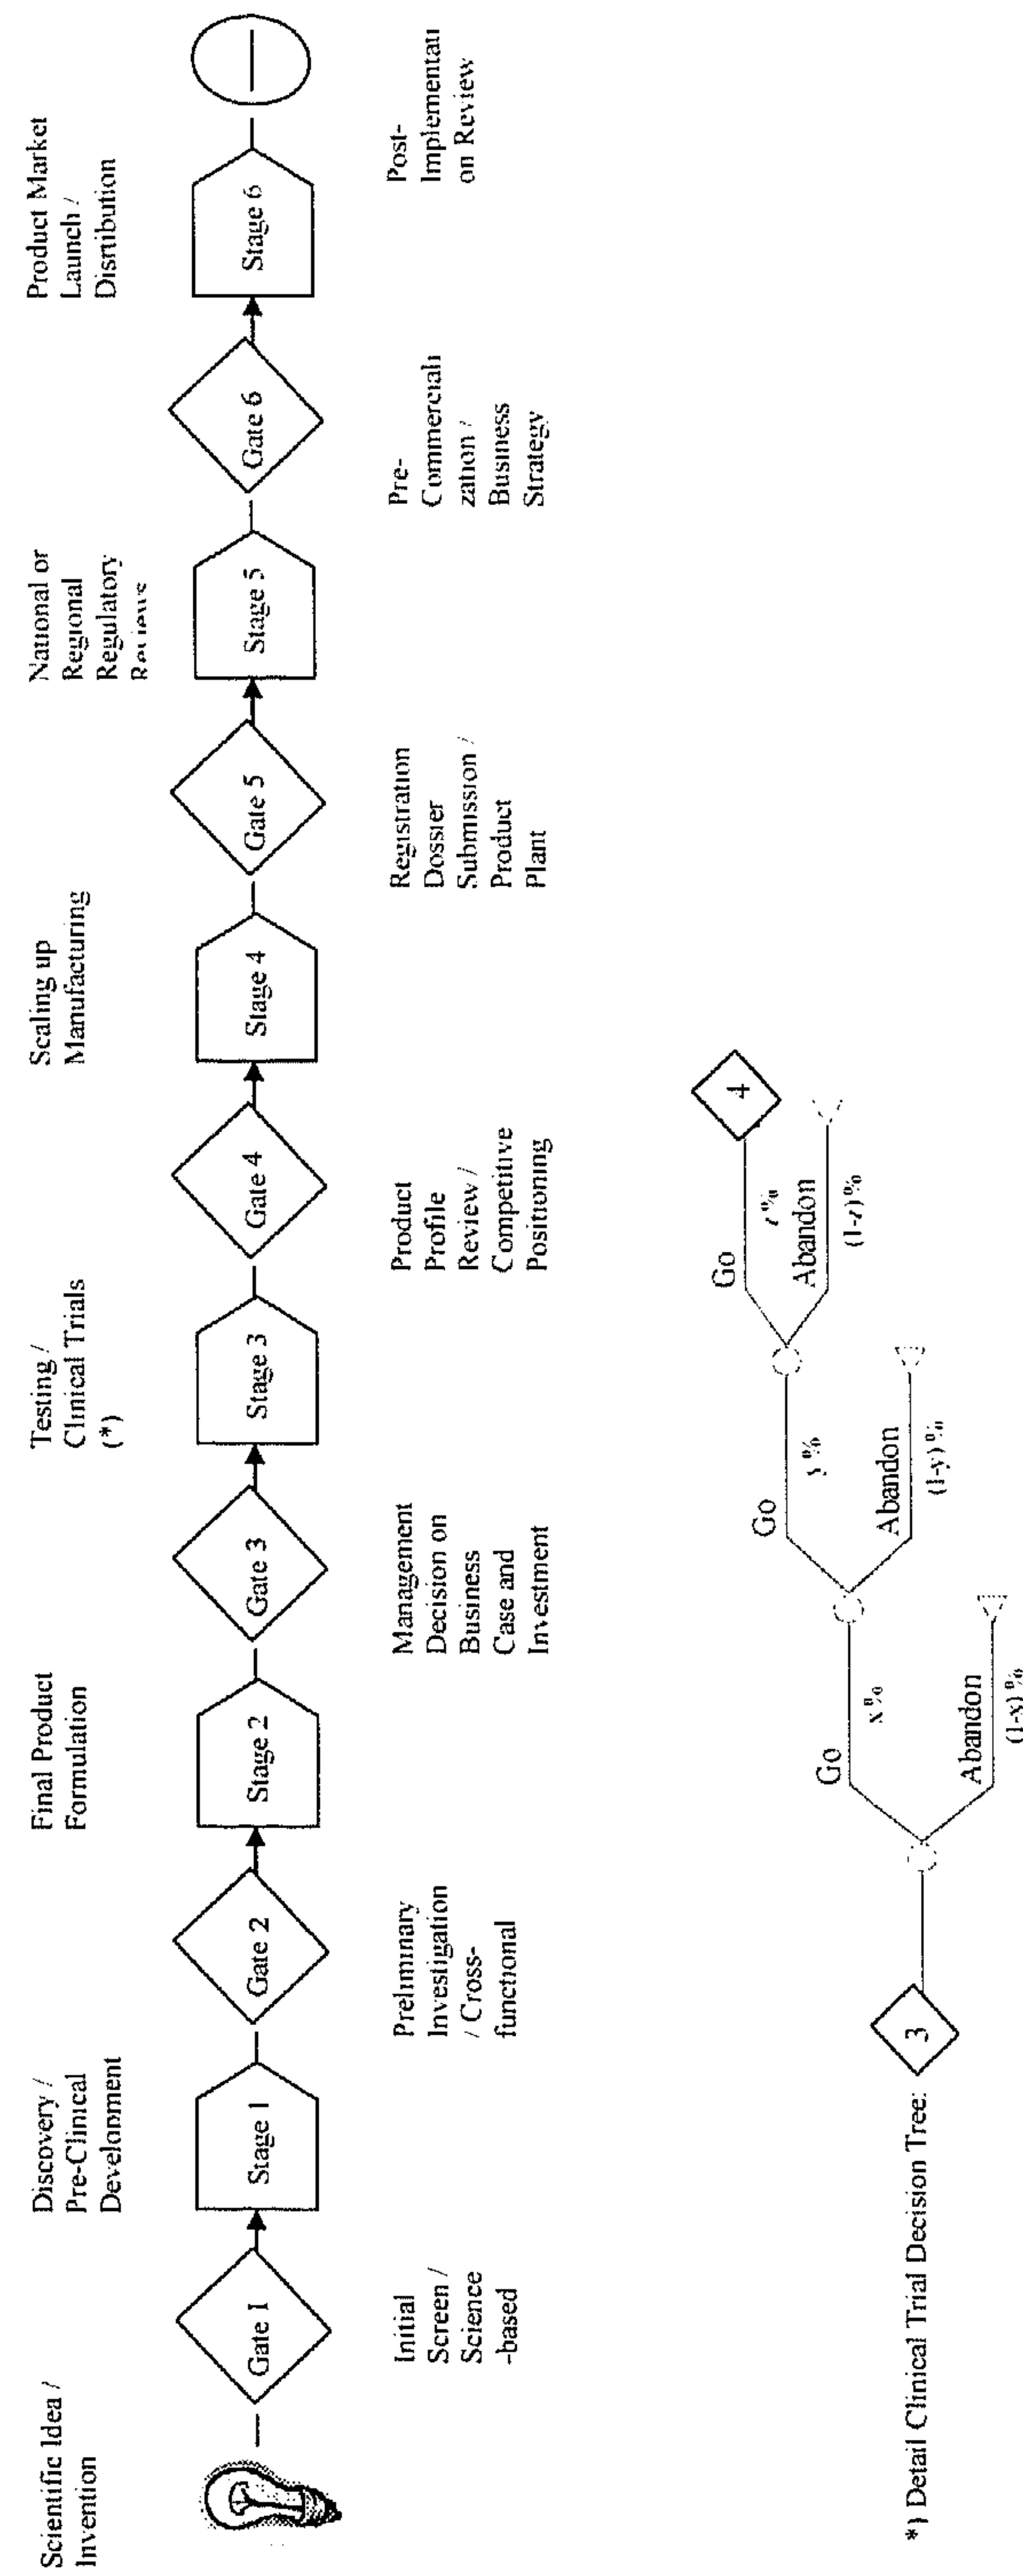 Scientific Idea /
Invention
Discovery /
Pre-Clinical
Development
Final Product
Formulation
Testing /
Clinical Trials
(*)
Scaling up
Manufacturing
National or
Regional
Regulatory
Reviews
Product Market
Launch /
Distribution
Gate 1
Stage 1
Gate 2
Stage 2
Gate 3
Stage 3
Gate 4
Stage 4
Gate 5
Stage 5
Gate 6
Stage 6
Initial
Screen /
Science
-based
Preliminary
Investigation
/ Cross-
functional
Management
Decision on
Business
Case and
Investment
Product
Profile
Review /
Competitive
Positioning
Registration
Dossier
Submission /
Product
Plant
Pre-
Commerciali
zation /
Business
Strategy
Post-
Implementati
on Review
*) Detail Clinical Trial Decision Tree:
3
Go
x%
Abandon
(1-x)%
Go
y%
Abandon
(1-y)%
Go
z%
Abandon
(1-z)%
4